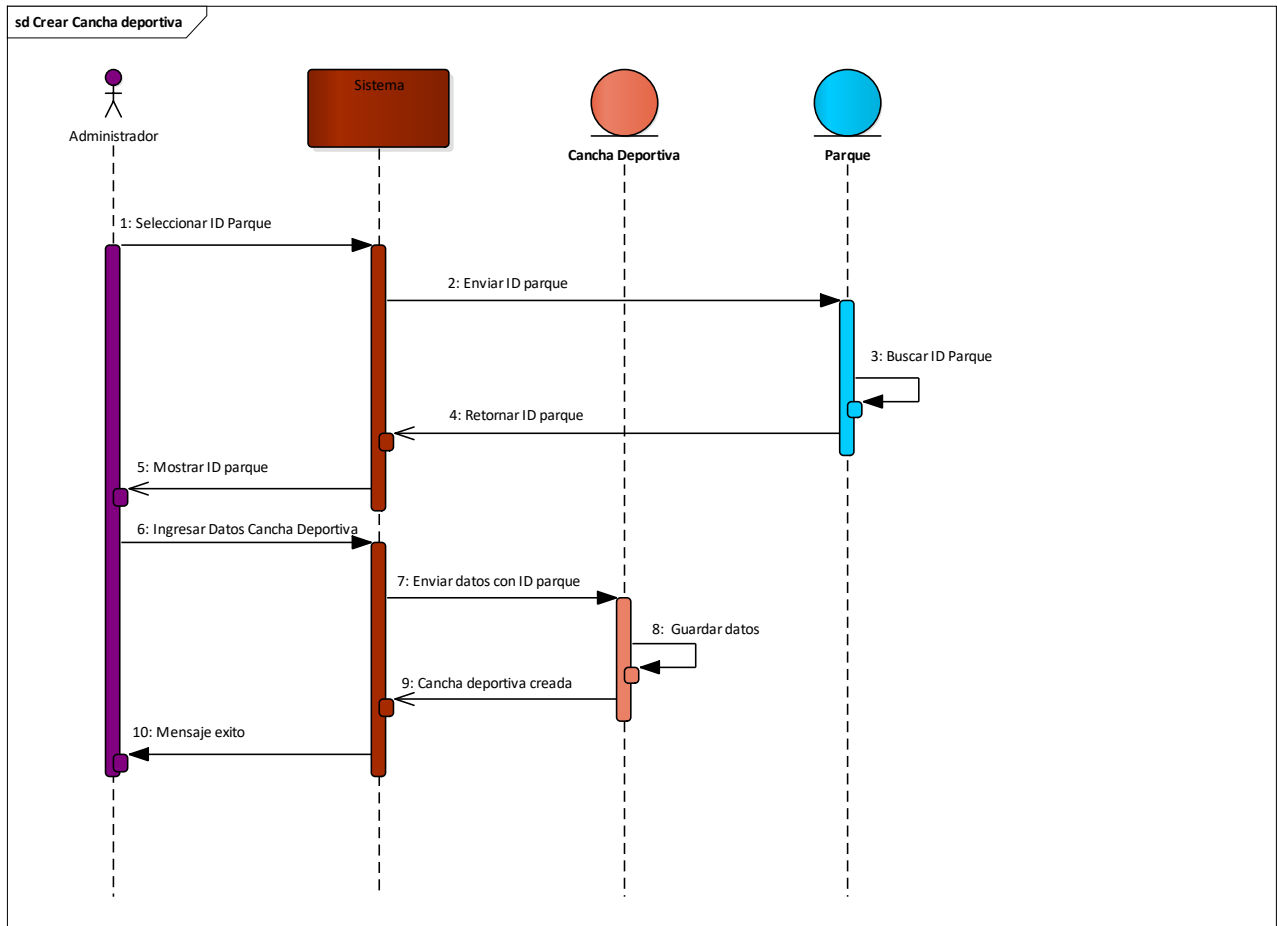 sd Crear Cancha deportiva
Sistema
Administrador
Cancha Deportiva
Parque
1: Seleccionar ID Parque
2: Enviar ID parque
3: Buscar ID Parque
4: Retornar ID parque
5: Mostrar ID parque
6: Ingresar Datos Cancha Deportiva
7: Enviar datos con ID parque
8: Guardar datos
9: Cancha deportiva creada
10: Mensaje exito